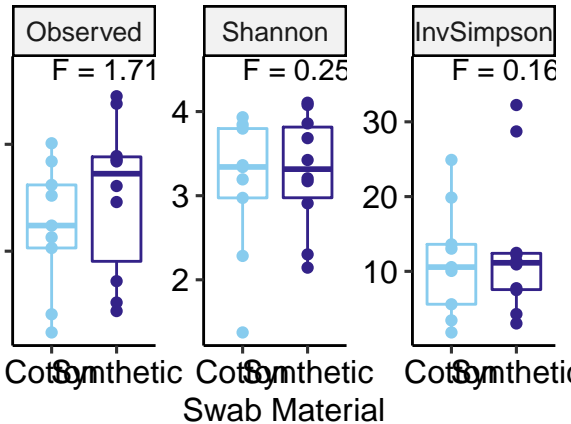 Observed Shannon InvSimpson
F = 1.71 F = 0.25 F = 0.16
4
3
2
30
20
10
Cotton Synthetic Cotton Synthetic Cotton Synthetic
Swab Material